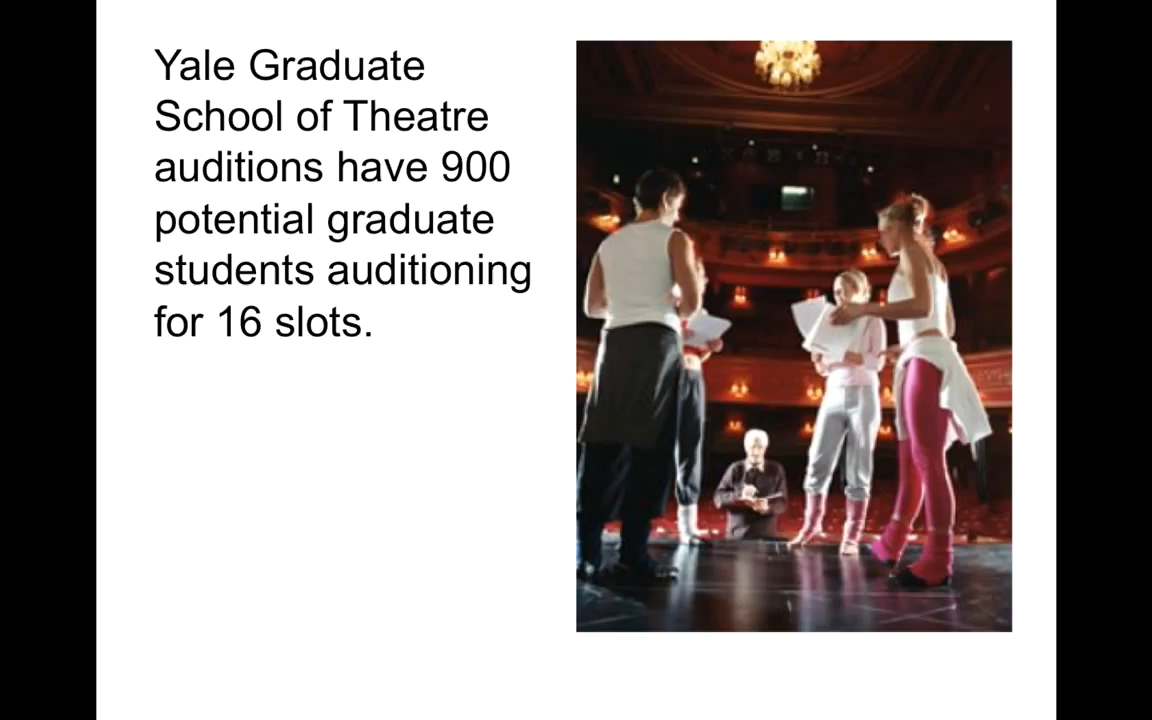 Yale Graduate
School of Theatre
auditions have 900
potential graduate
students auditioning
for 16 slots.